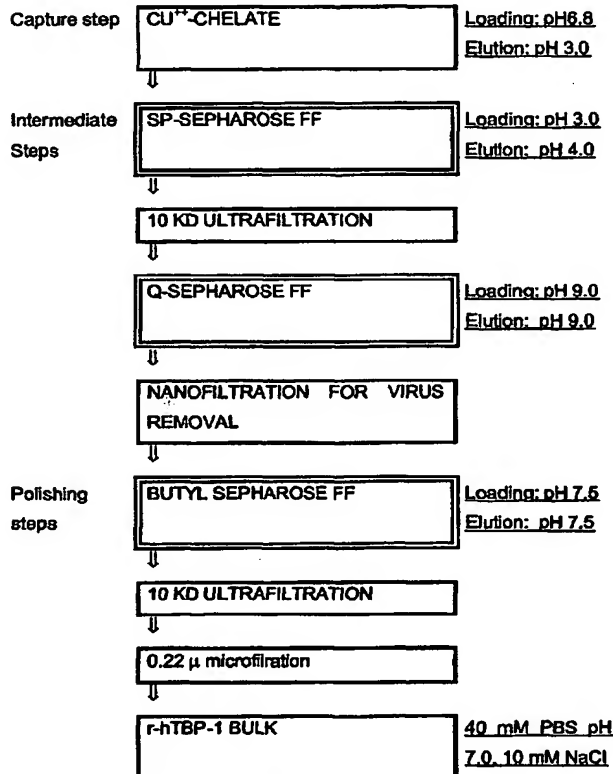 Capture step CU++-CHELATE Loading: pH6.8
Elution: pH 3.0
Intermediate SP-SEPHAROSE FF Loading: pH 3.0
Steps Elution: pH 4.0
10 KD ULTRAFILTRATION
Q-SEPHAROSE FF Loading: pH 9.0
Elution: pH 9.0
NANOFILTRATION FOR VIRUS
REMOVAL
Polishing BUTYL SEPHAROSE FF Loading: pH 7.5
steps Elution: pH 7.5
10 KD ULTRAFILTRATION
0.22 μ microfilration
r-hTBP-1 BULK 40 mM PBS pH
7.0, 10 mM NaCl